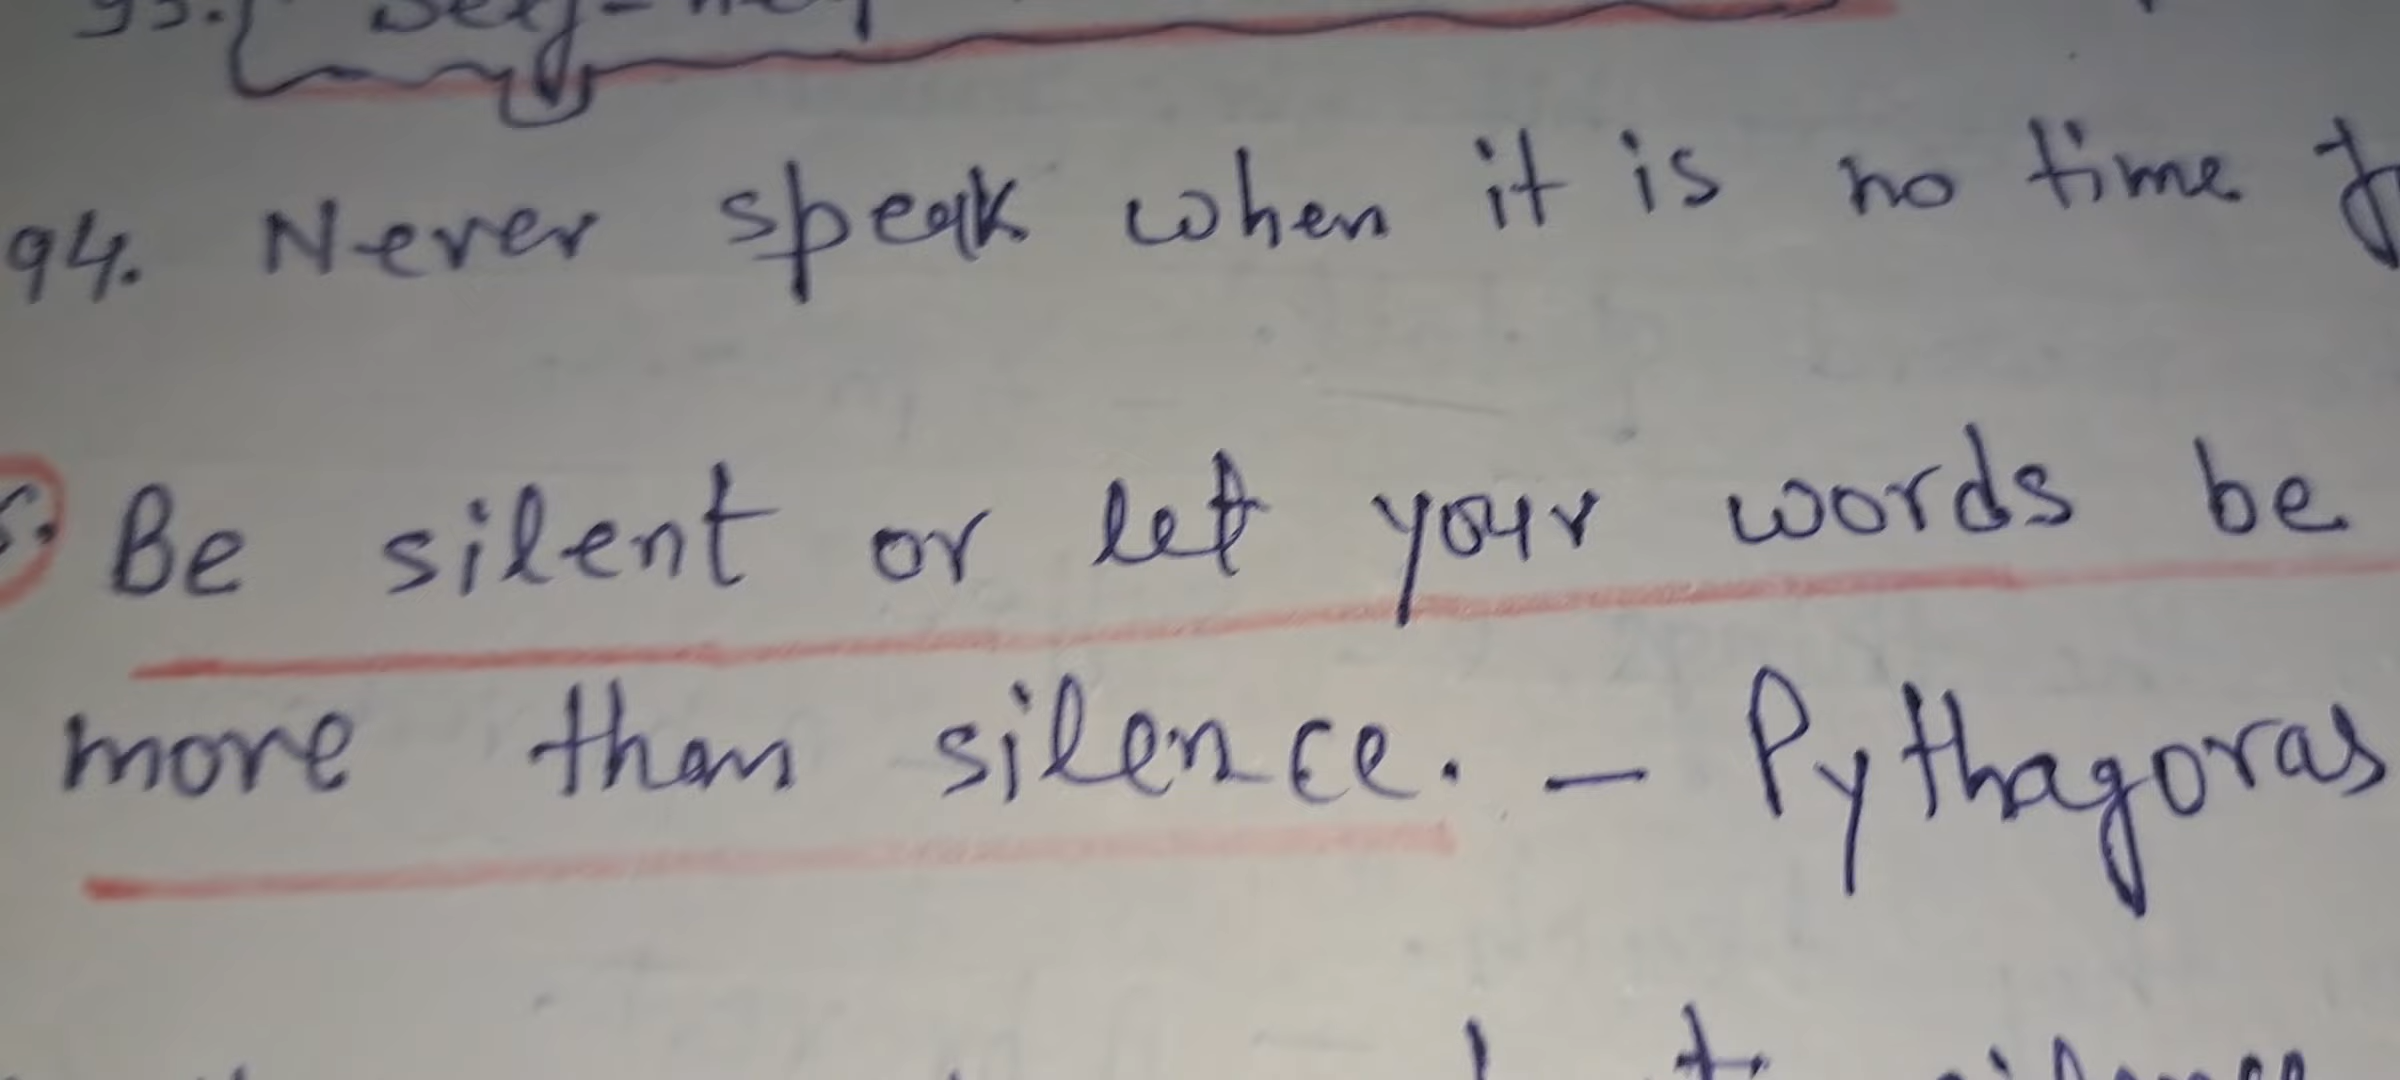 94. Never speak when it is no time
Be silent or let your words be
more than silence. - Pythagoras